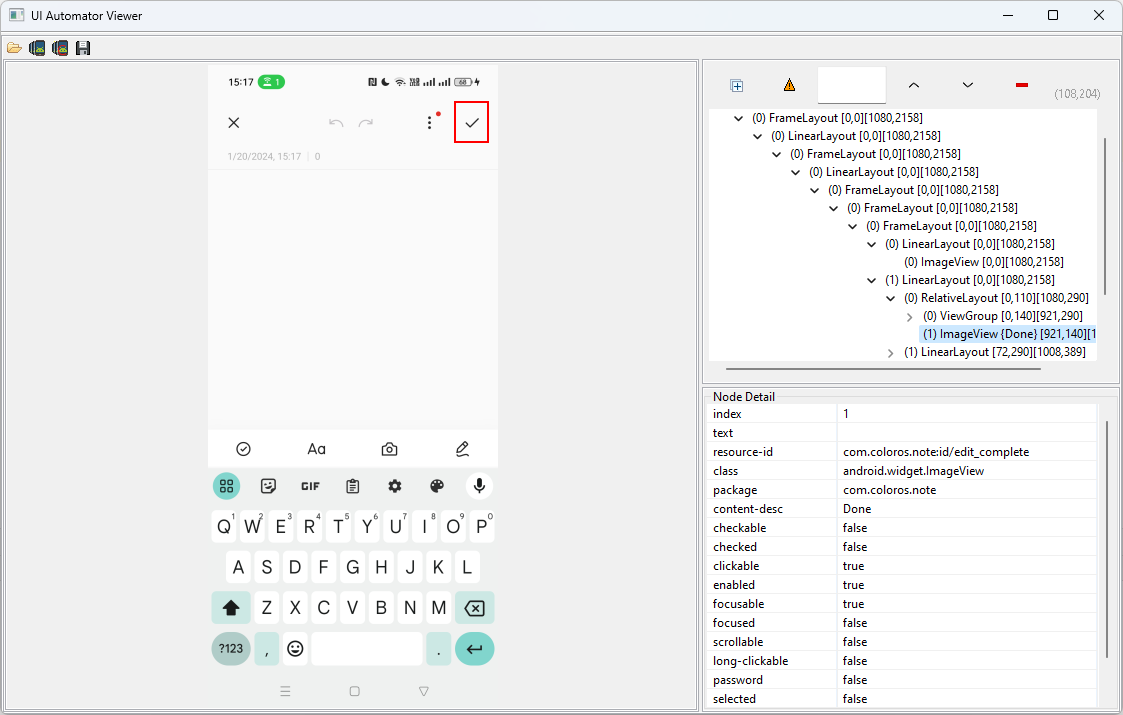 UI Automator Viewer
15:17 1 68
1/20/2024, 15:17 | 0
Aa
GIF
Q1 W2 E3 R4 T5 Y6 U7 I8 O9 P0
A S D F G H J K L
Z X C V B N M
?123 , .
(108,204)
(0) FrameLayout [0,0][1080,2158]
(0) LinearLayout [0,0][1080,2158]
(0) FrameLayout [0,0][1080,2158]
(0) LinearLayout [0,0][1080,2158]
(0) FrameLayout [0,0][1080,2158]
(0) FrameLayout [0,0][1080,2158]
(0) FrameLayout [0,0][1080,2158]
(0) LinearLayout [0,0][1080,2158]
(0) ImageView [0,0][1080,2158]
(1) LinearLayout [0,0][1080,2158]
(0) RelativeLayout [0,110][1080,290]
(0) ViewGroup [0,140][921,290]
(1) ImageView {Done} [921,140][1
(1) LinearLayout [72,290][1008,389]
Node Detail
index 1
text
resource-id com.coloros.note:id/edit_complete
class android.widget.ImageView
package com.coloros.note
content-desc Done
checkable false
checked false
clickable true
enabled true
focusable true
focused false
scrollable false
long-clickable false
password false
selected false